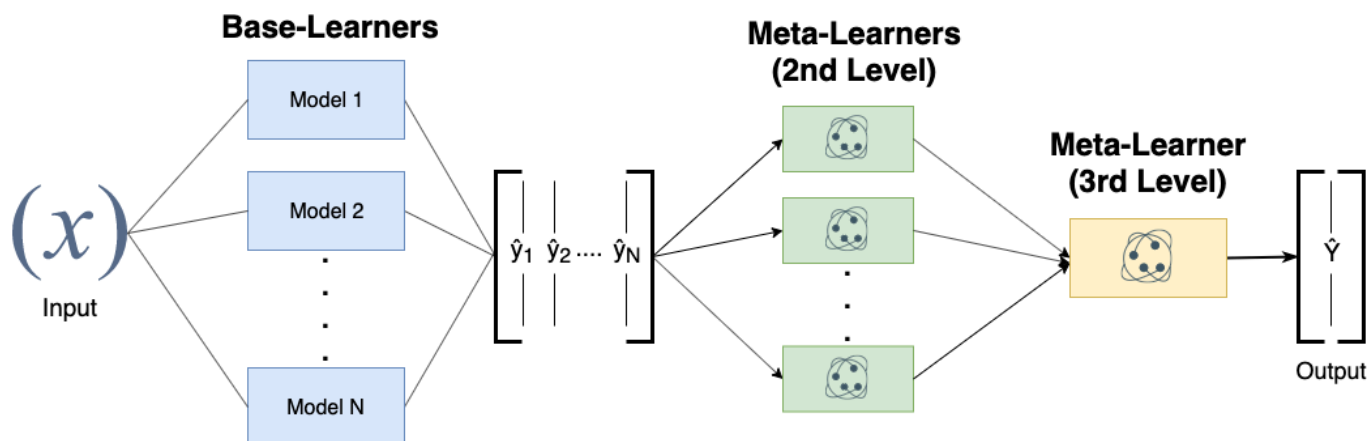 Base-Learners
Model 1
Model 2
Model N
(x)
Input
ŷ1 ŷ2 .... ŷN
Meta-Learners
(2nd Level)
Meta-Learner
(3rd Level)
Ŷ
Output